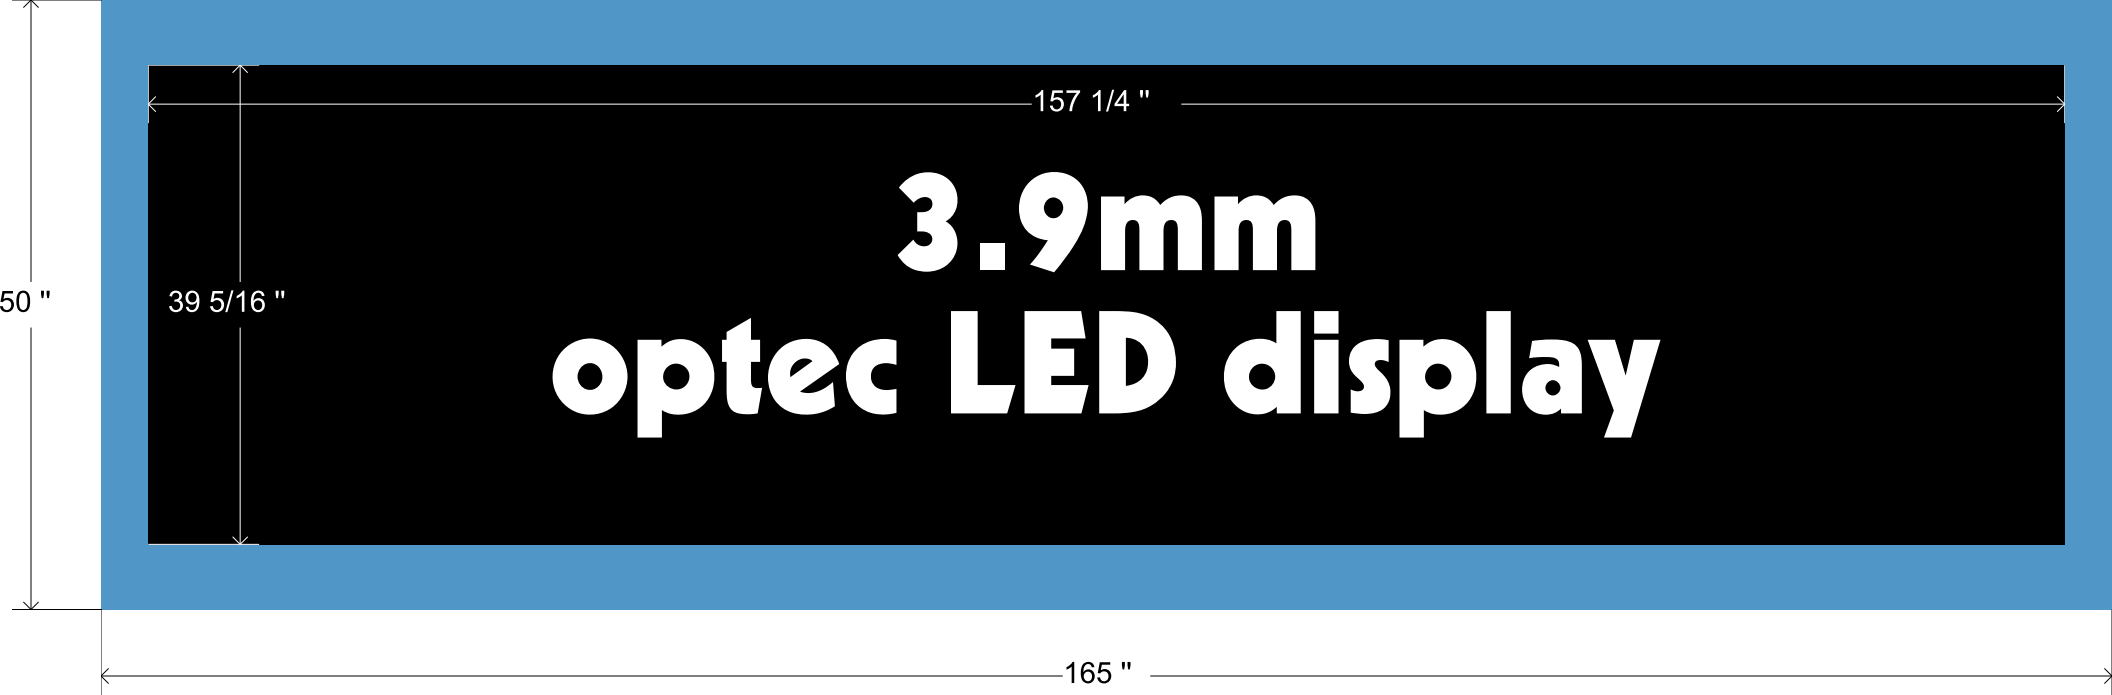 157 1/4 "
3.9mm
50 "
39 5/16 "
optec LED display
165 "